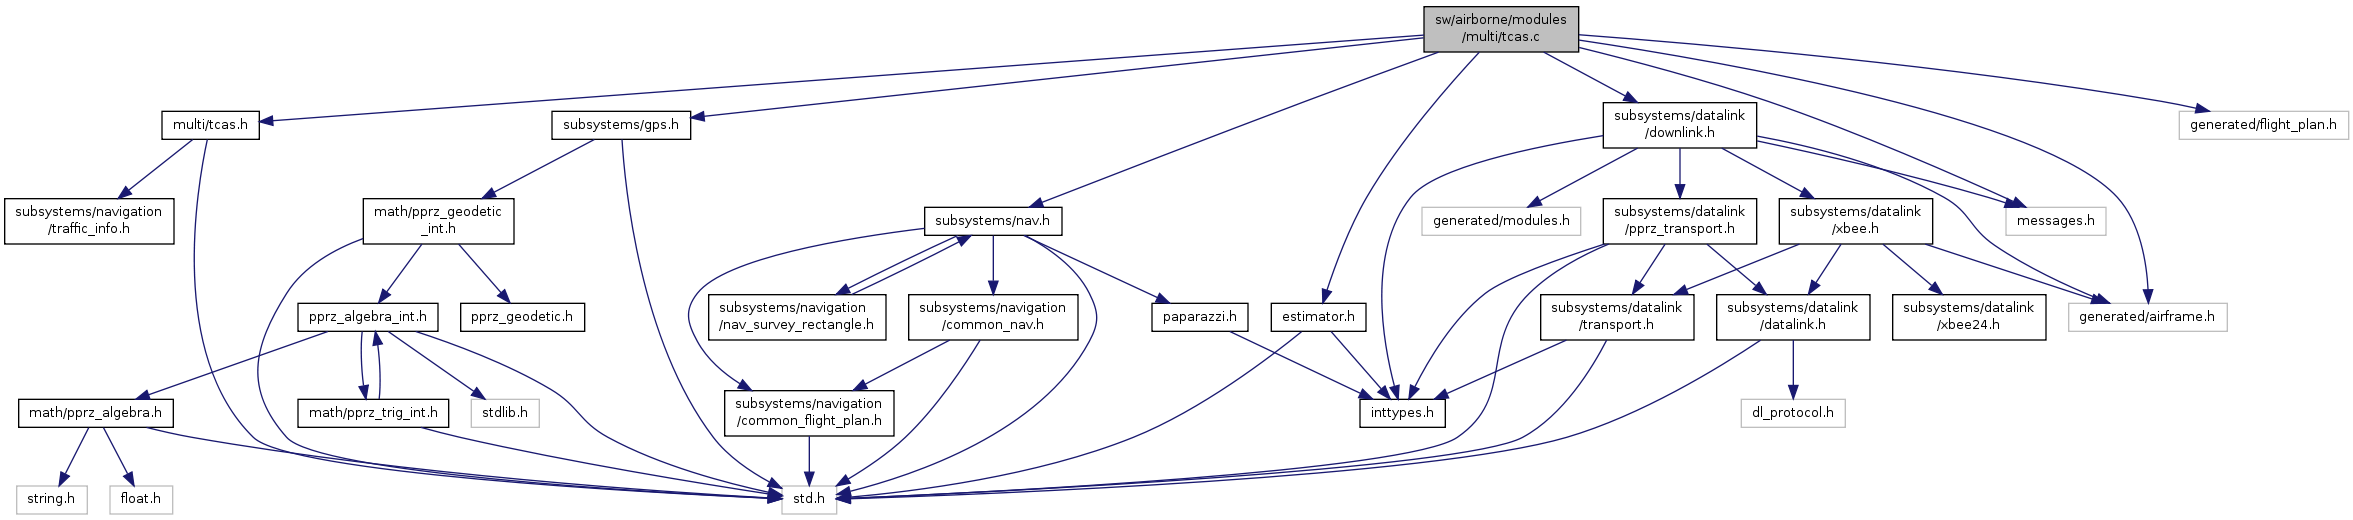 sw/airborne/modules
/multi/tcas.c
multi/tcas.h
subsystems/gps.h
subsystems/datalink
/downlink.h
generated/flight_plan.h
subsystems/navigation
/traffic_info.h
math/pprz_geodetic
_int.h
subsystems/nav.h
generated/modules.h
subsystems/datalink
/pprz_transport.h
subsystems/datalink
/xbee.h
messages.h
pprz_algebra_int.h
pprz_geodetic.h
subsystems/navigation
/nav_survey_rectangle.h
subsystems/navigation
/common_nav.h
paparazzi.h
estimator.h
subsystems/datalink
/transport.h
subsystems/datalink
/datalink.h
subsystems/datalink
/xbee24.h
generated/airframe.h
math/pprz_algebra.h
math/pprz_trig_int.h
stdlib.h
subsystems/navigation
/common_flight_plan.h
inttypes.h
dl_protocol.h
string.h
float.h
std.h